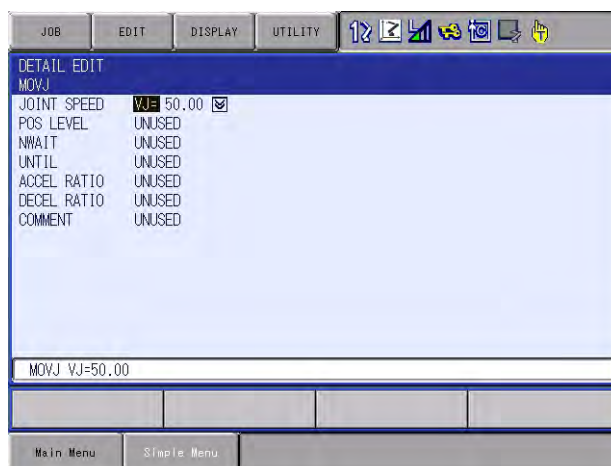 JOB EDIT DISPLAY UTILITY
DETAIL EDIT
MOVJ
JOINT SPEED VJ= 50.00
POS LEVEL UNUSED
NWAIT UNUSED
UNTIL UNUSED
ACCEL RATIO UNUSED
DECEL RATIO UNUSED
COMMENT UNUSED
MOVJ VJ=50.00
Main Menu Simple Menu